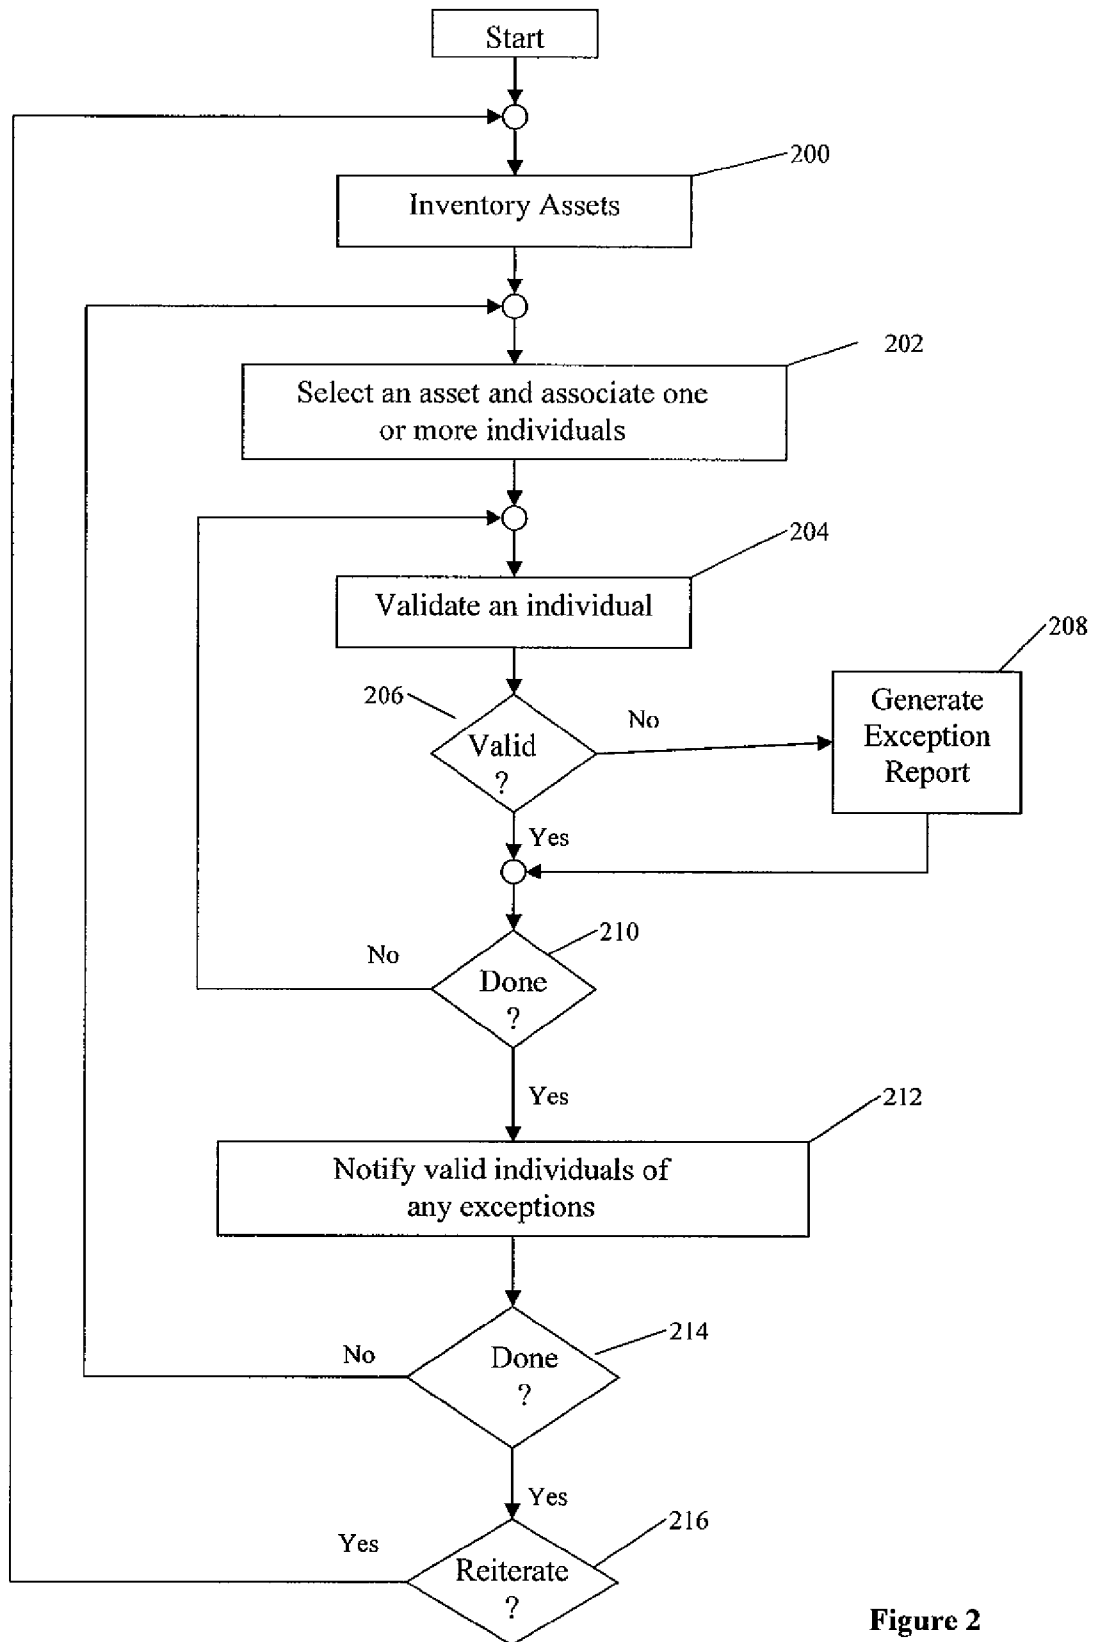 Start
200
Inventory Assets
202
Select an asset and associate one
or more individuals
204
Validate an individual
208
206
No
Generate
Exception
Report
Valid
?
Yes
210
No
Done
?
Yes
212
Notify valid individuals of
any exceptions
214
No
Done
?
Yes
216
Yes
Reiterate
?
Figure 2